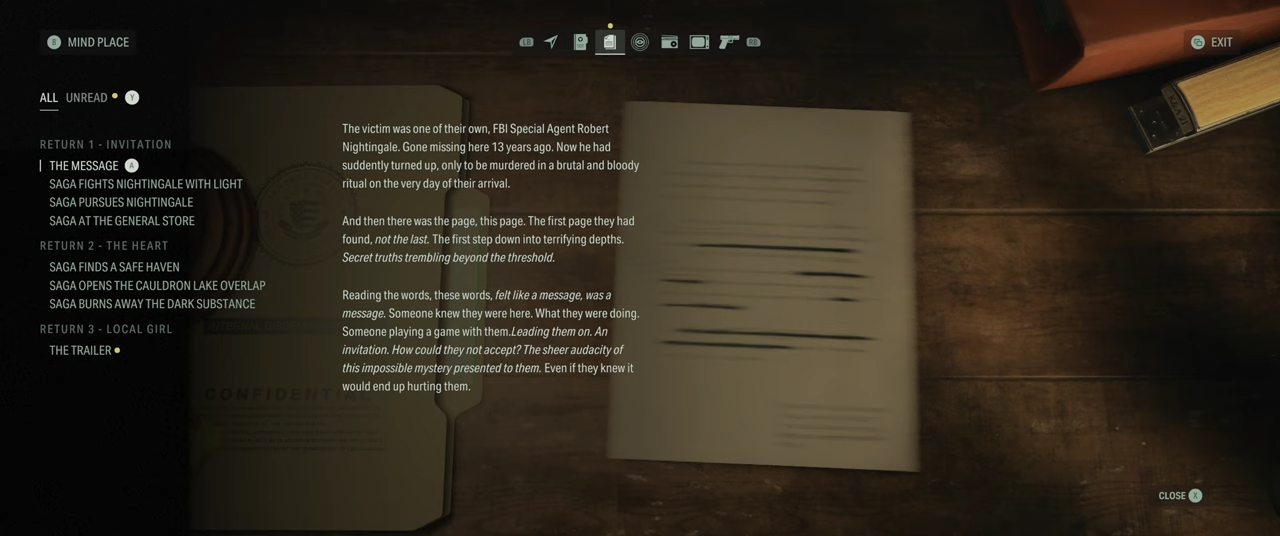 B MIND PLACE
LB
RB
EXIT
ALL UNREAD Y
RETURN 1 - INVITATION
THE MESSAGE A
SAGA FIGHTS NIGHTINGALE WITH LIGHT
SAGA PURSUES NIGHTINGALE
SAGA AT THE GENERAL STORE
RETURN 2 - THE HEART
SAGA FINDS A SAFE HAVEN
SAGA OPENS THE CAULDRON LAKE OVERLAP
SAGA BURNS AWAY THE DARK SUBSTANCE
RETURN 3 - LOCAL GIRL
THE TRAILER
The victim was one of their own, FBI Special Agent Robert
Nightingale. Gone missing here 13 years ago. Now he had
suddenly turned up, only to be murdered in a brutal and bloody
ritual on the very day of their arrival.
And then there was the page, this page. The first page they had
found, not the last. The first step down into terrifying depths.
Secret truths trembling beyond the threshold.
Reading the words, these words, felt like a message, was a
message. Someone knew they were here. What they were doing.
Someone playing a game with them.Leading them on. An
invitation. How could they not accept? The sheer audacity of
this impossible mystery presented to them. Even if they knew it
would end up hurting them.
CONFIDENTIAL
CLOSE X